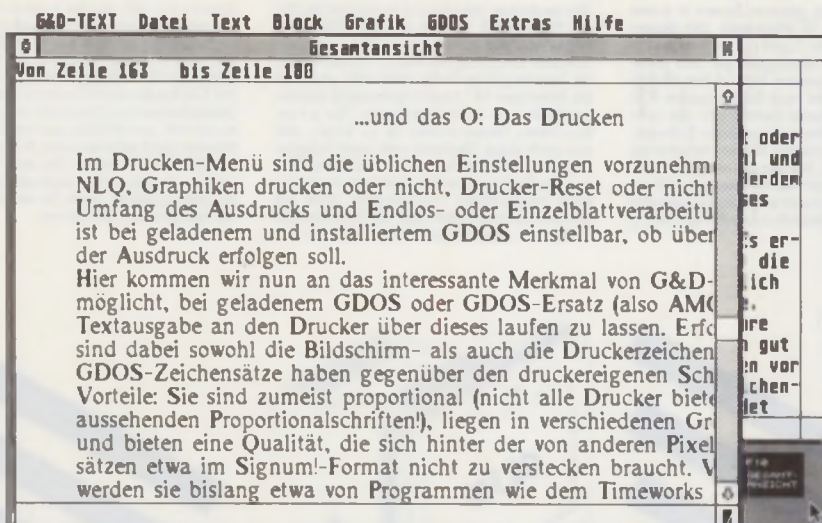 G&D-TEXT Datei Text Block Grafik GDOS Extras Hilfe
Gesamtansicht
Von Zeile 163 bis Zeile 180
...und das O: Das Drucken
Im Drucken-Menü sind die üblichen Einstellungen vorzunehm
NLQ, Graphiken drucken oder nicht, Drucker-Reset oder nicht
Umfang des Ausdrucks und Endlos- oder Einzelblattverarbeitu
ist bei geladenem und installiertem GDOS einstellbar, ob über
der Ausdruck erfolgen soll.
Hier kommen wir nun an das interessante Merkmal von G&D-
möglicht, bei geladenem GDOS oder GDOS-Ersatz (also AMC
Textausgabe an den Drucker über dieses laufen zu lassen. Erfo
sind dabei sowohl die Bildschirm- als auch die Druckerzeichen
GDOS-Zeichensätze haben gegenüber den druckereigenen Sch
Vorteile: Sie sind zumeist proportional (nicht alle Drucker biete
aussehenden Proportionalschriften!), liegen in verschiedenen Gr
und bieten eine Qualität, die sich hinter der von anderen Pixel
sätzen etwa im Signum!-Format nicht zu verstecken braucht. V
werden sie bislang etwa von Programmen wie dem Timeworks
oder
und
ses
s er-
die
lich
gut
en vor
chen-
det
GESAMT-
ANSICHT